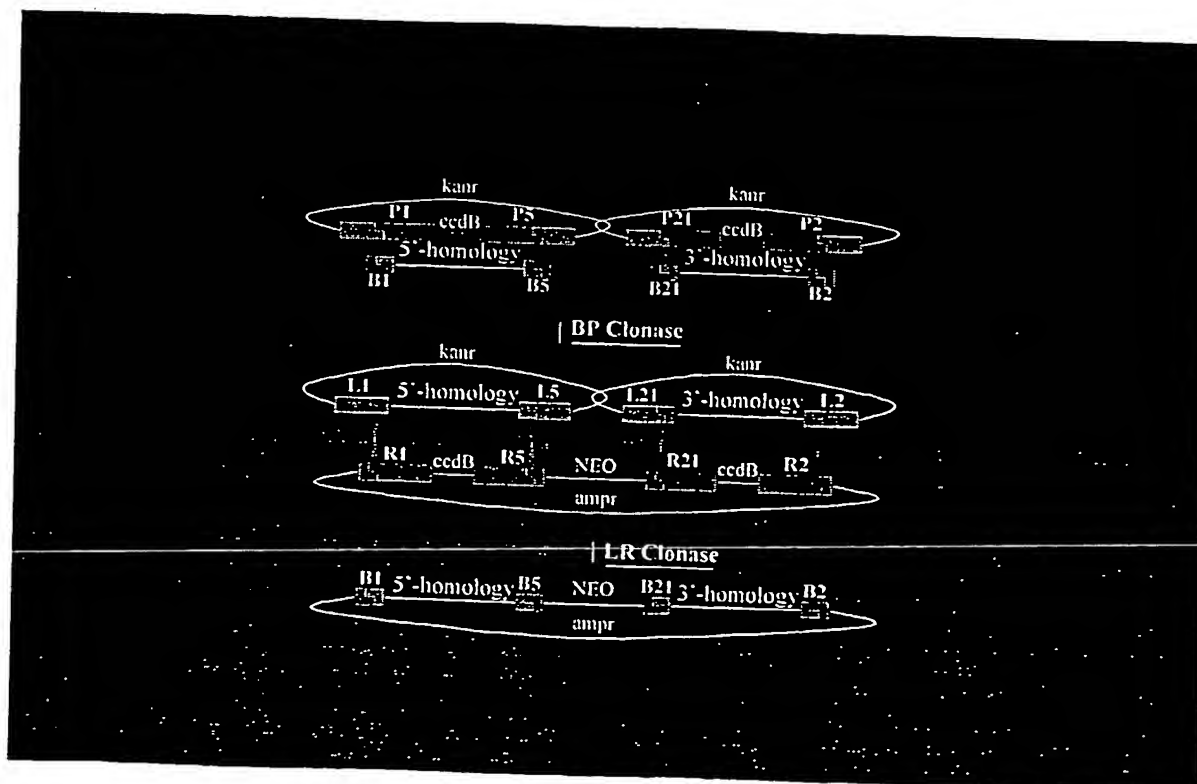 kanr kanr
P1 ccdB P5 P21 ccdB P2
5'-homology 3'-homology
B1 B5 B21 B2
BP Clonase
kanr kanr
L1 5'-homology L5 L21 3'-homology L2
R1 ccdB R5 NEO R21 ccdB R2
ampr
LR Clonase
B1 5'-homology B5 NEO B21 3'-homology B2
ampr